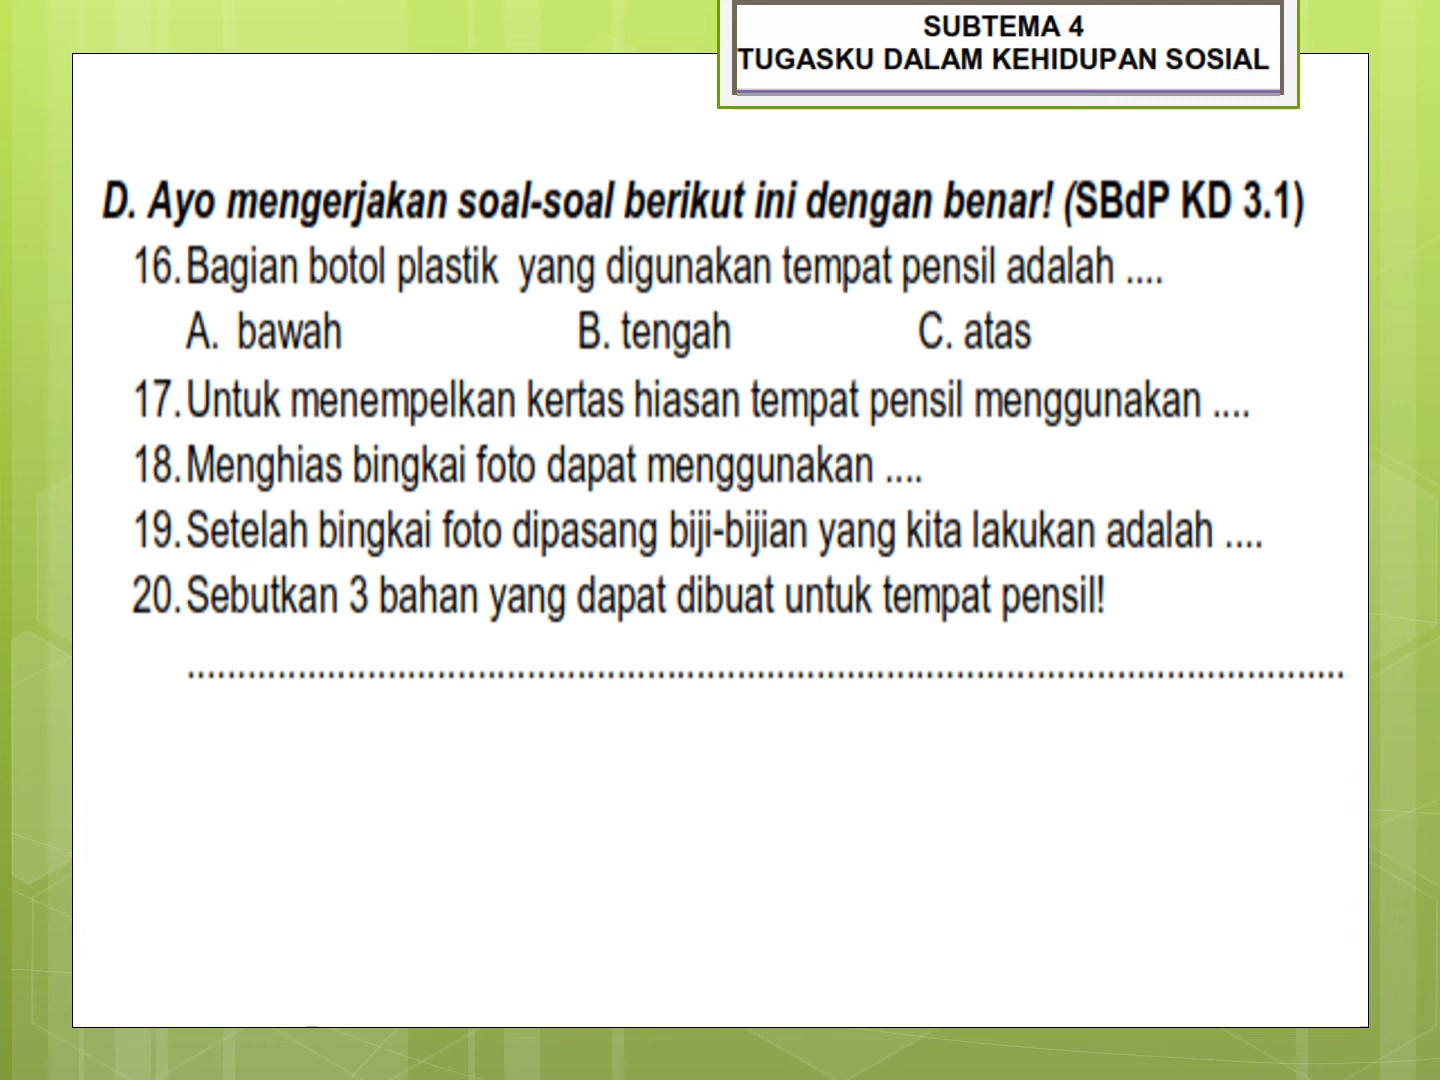 SUBTEMA 4
TUGASKU DALAM KEHIDUPAN SOSIAL
D. Ayo mengerjakan soal-soal berikut ini dengan benar! (SBdP KD 3.1)
16. Bagian botol plastik yang digunakan tempat pensil adalah ....
A. bawah B. tengah C. atas
17. Untuk menempelkan kertas hiasan tempat pensil menggunakan ....
18. Menghias bingkai foto dapat menggunakan ....
19. Setelah bingkai foto dipasang biji-bijian yang kita lakukan adalah ....
20. Sebutkan 3 bahan yang dapat dibuat untuk tempat pensil!
....................................................................................................................